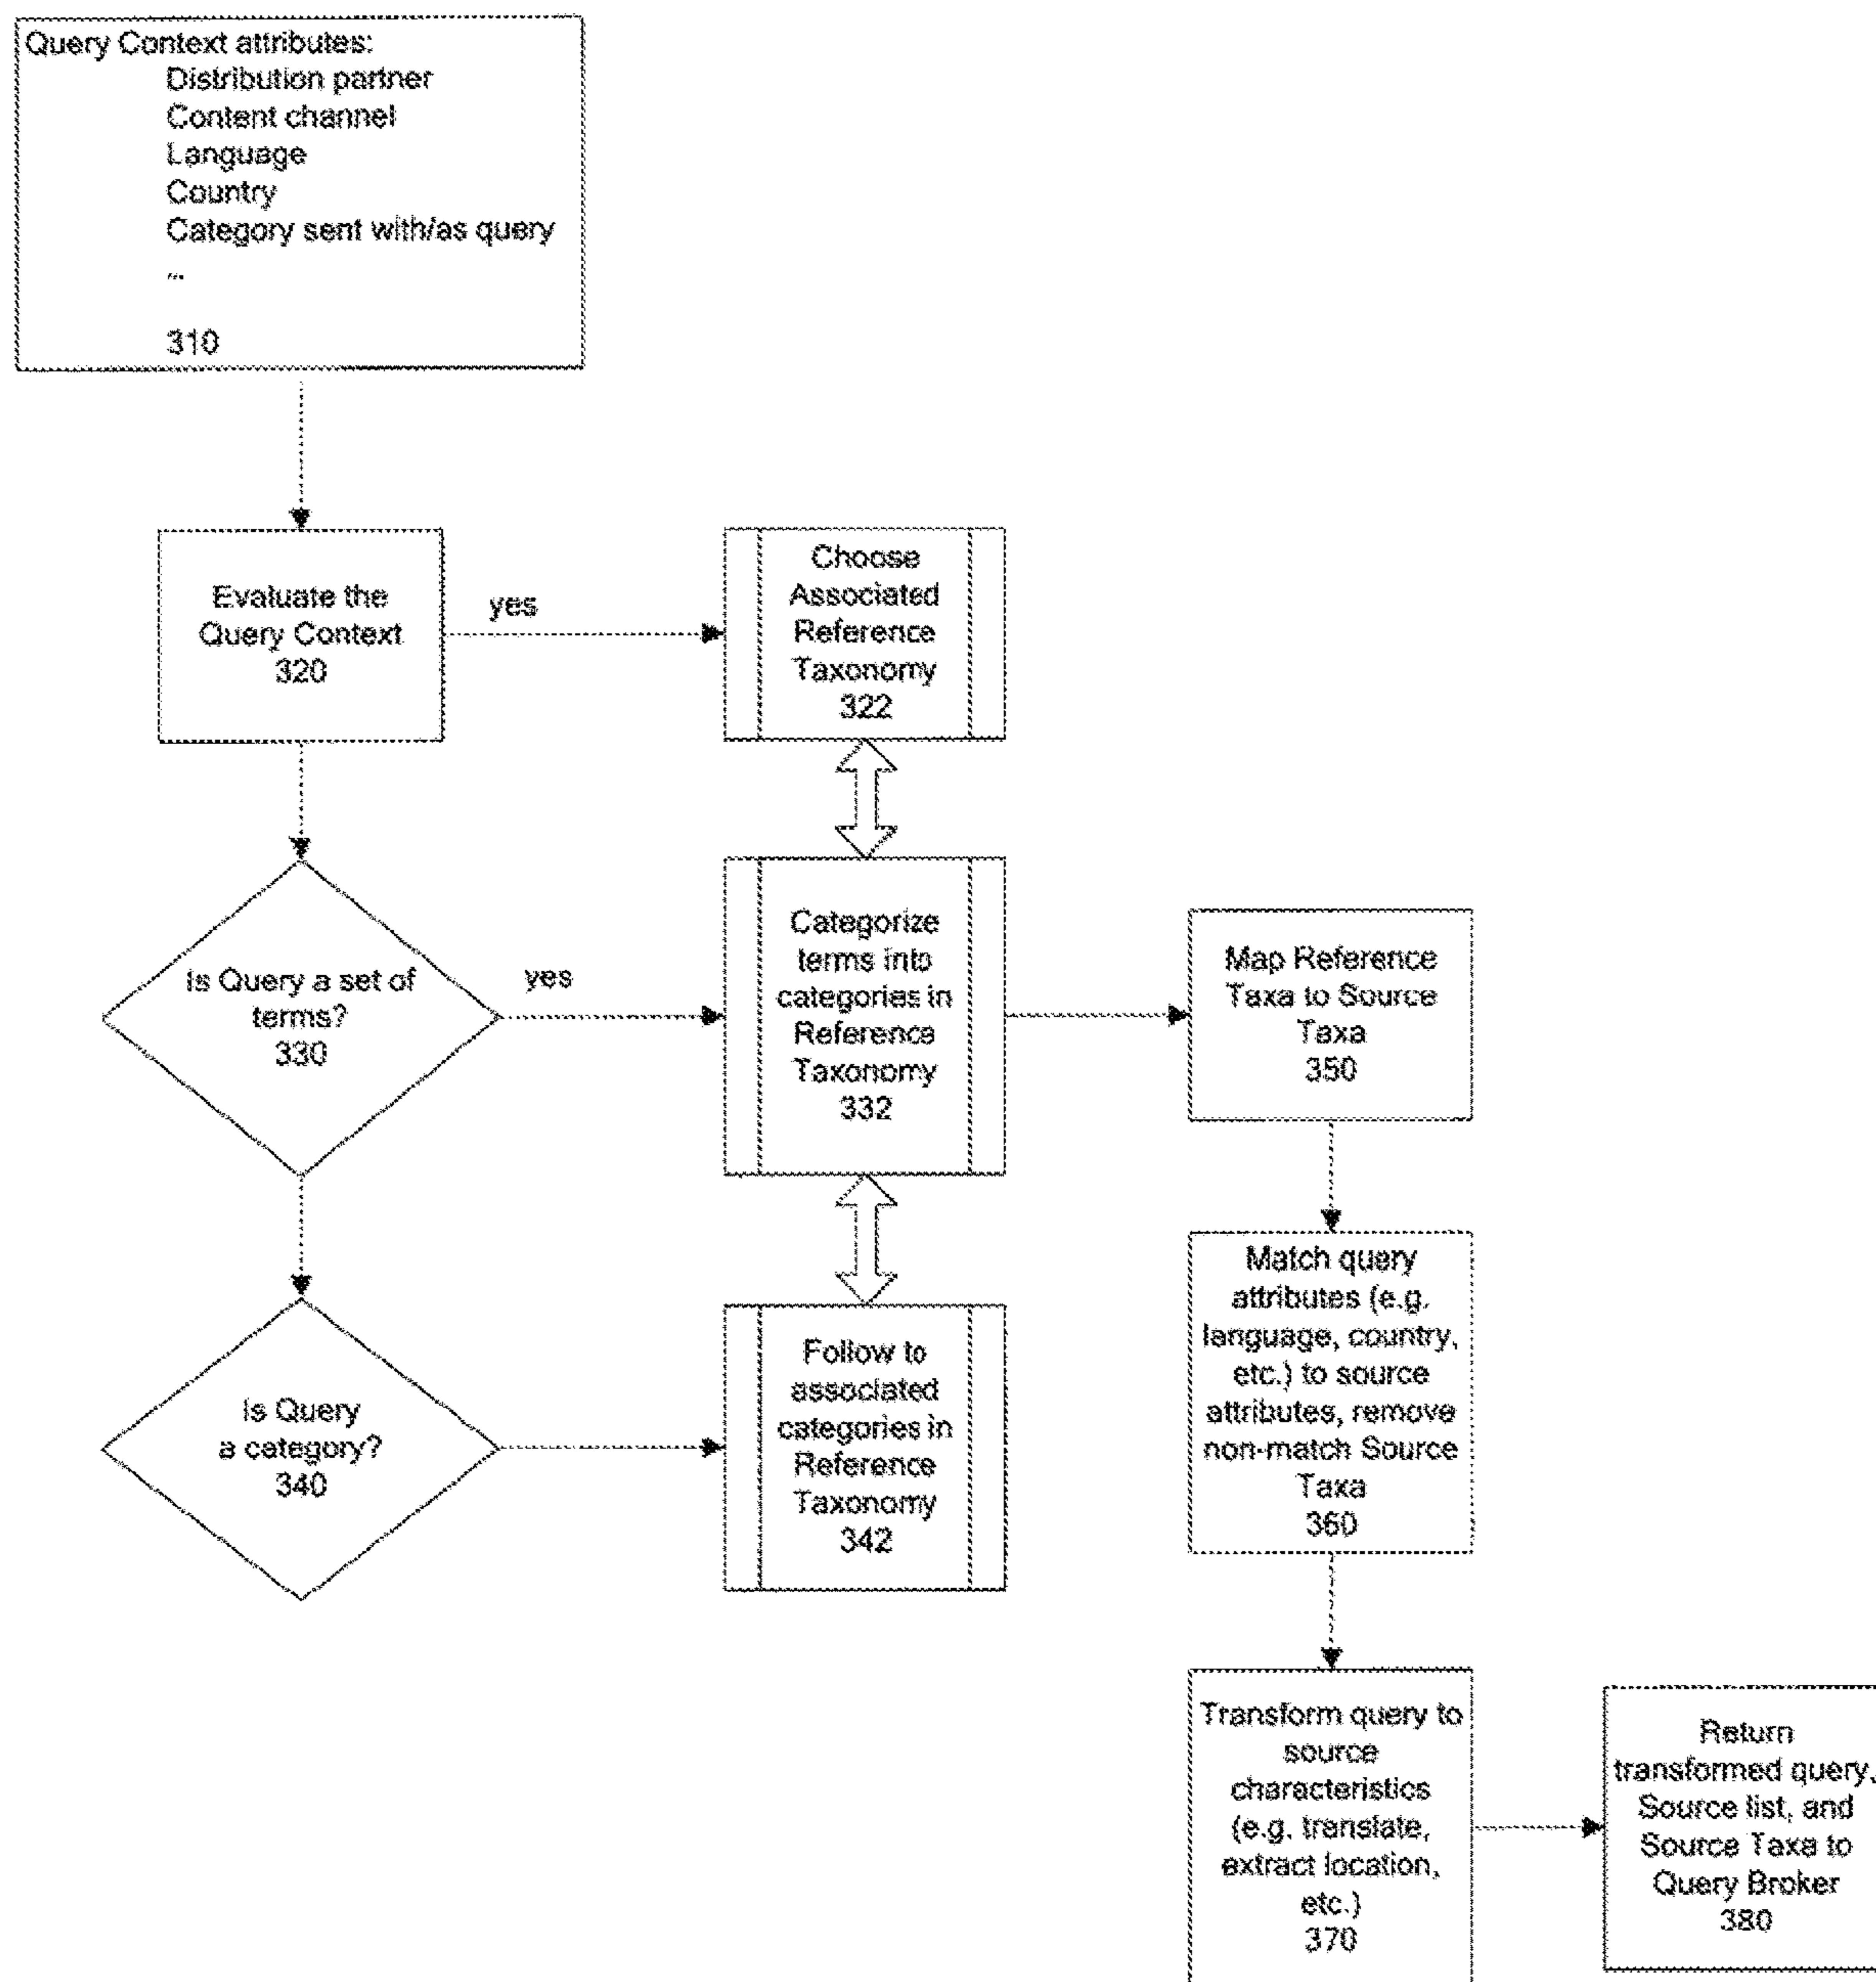 Query Context attributes:
Distribution partner
Content channel
Language
Country
Category sent with/as query
...
310
Evaluate the
Query Context
320
yes
Choose
Associated
Reference
Taxonomy
322
Is Query a set of
terms?
330
yes
Categorize
terms into
categories in
Reference
Taxonomy
332
Map Reference
Taxa to Source
Taxa
350
Is Query
a category?
340
Follow to
associated
categories in
Reference
Taxonomy
342
Match query
attributes (e.g.
language, country,
etc.) to source
attributes, remove
non-match Source
Taxa
360
Transform query to
source
characteristics
(e.g. translate,
extract location,
etc.)
370
Return
transformed query,
Source list, and
Source Taxa to
Query Broker
380